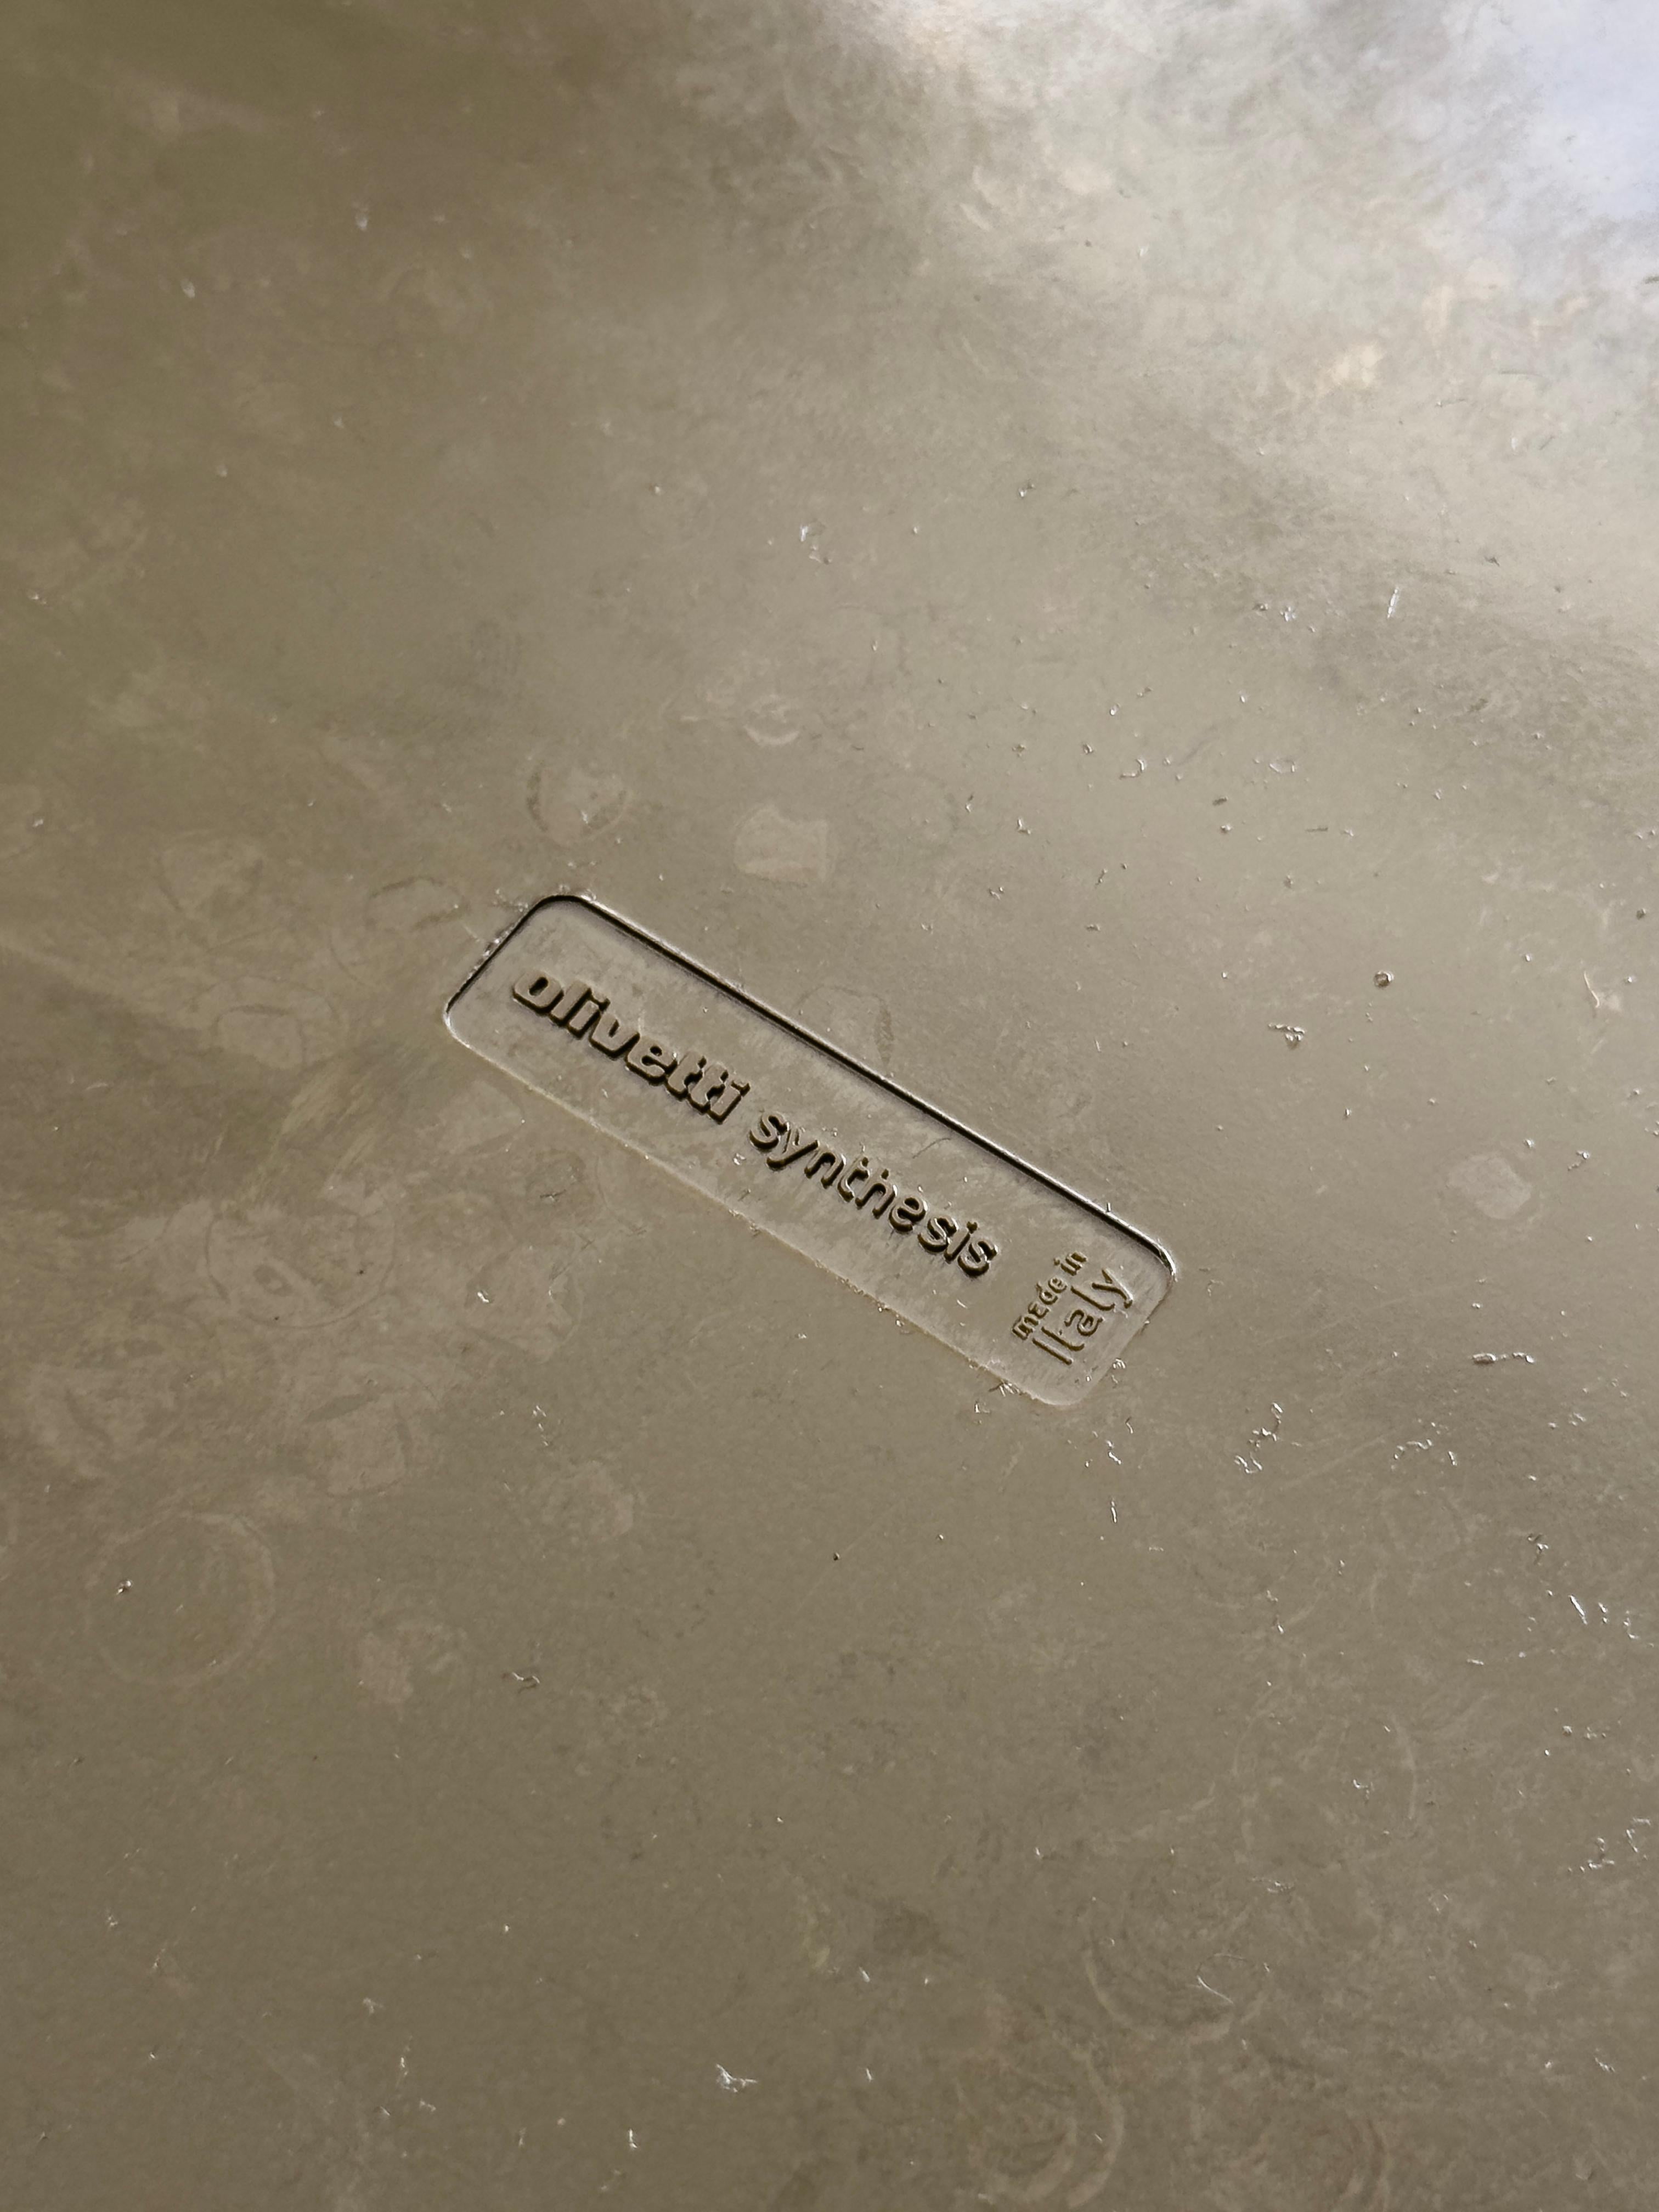 olivetti synthesis
made in
Italy